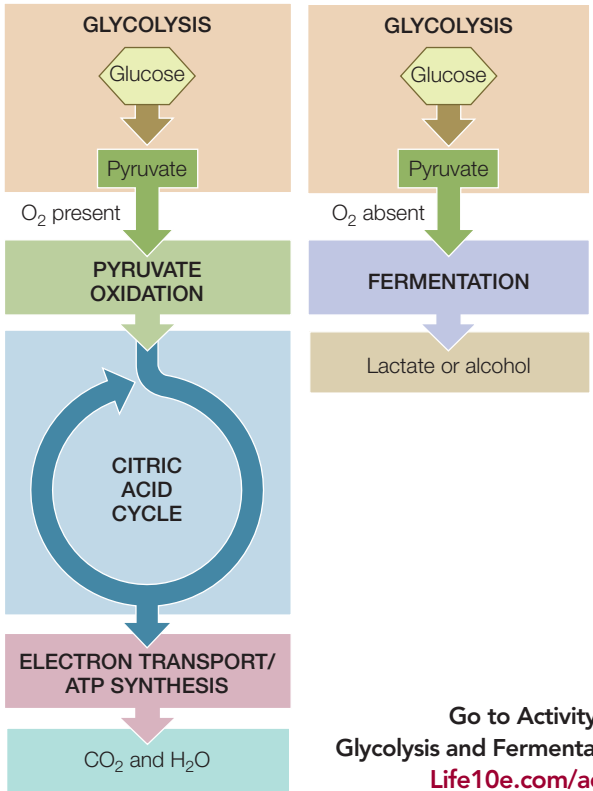 GLYCOLYSIS
Glucose
Pyruvate
O₂ present
PYRUVATE
OXIDATION
CITRIC
ACID
CYCLE
ELECTRON TRANSPORT/
ATP SYNTHESIS
CO₂ and H₂O
GLYCOLYSIS
Glucose
Pyruvate
O₂ absent
FERMENTATION
Lactate or alcohol
Go to Activity
Glycolysis and Fermenta
Life10e.com/ac